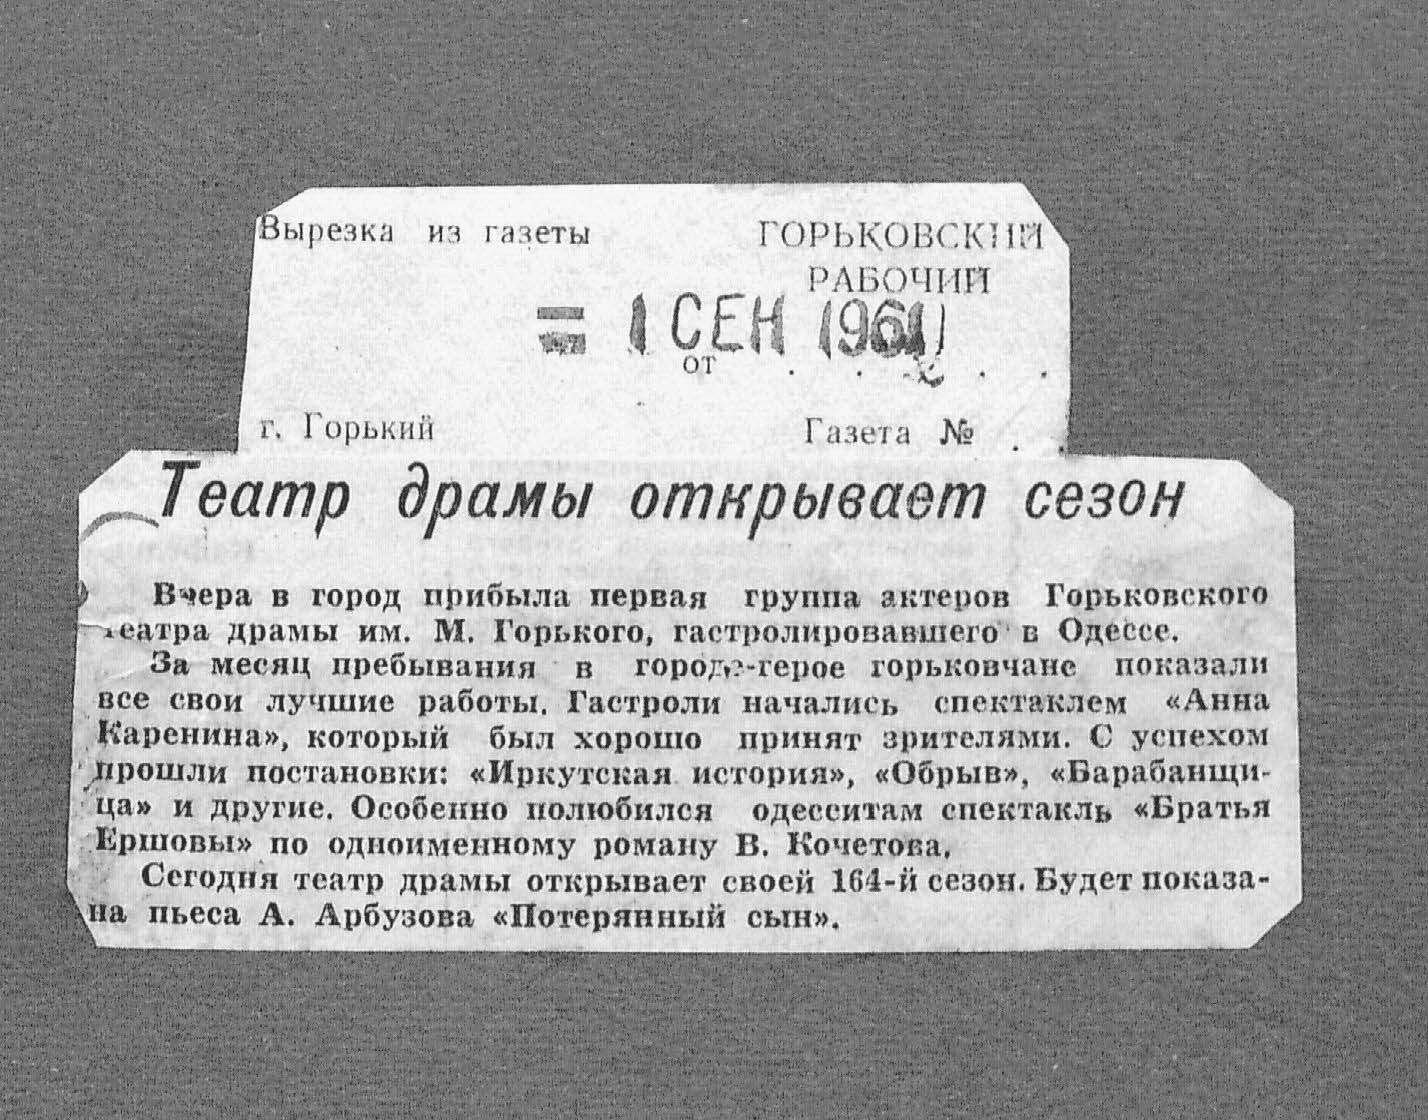 Вырезка из газеты ГОРЬКОВСКИЙ
РАБОЧИЙ
= 1 СЕН 1961
от . . . . .
г. Горький Газета № . .
Театр драмы открывает сезон
Вчера в город прибыла первая группа актеров Горьковского
театра драмы им. М. Горького, гастролировавшего в Одессе.
За месяц пребывания в городе-герое горьковчане показали
все свои лучшие работы. Гастроли начались спектаклем «Анна
Каренина», который был хорошо принят зрителями. С успехом
прошли постановки: «Иркутская история», «Обрыв», «Барабанщи-
ца» и другие. Особенно полюбился одесситам спектакль «Братья
Ершовы» по одноименному роману В. Кочетова.
Сегодня театр драмы открывает своей 164-й сезон. Будет показа-
на пьеса А. Арбузова «Потерянный сын».